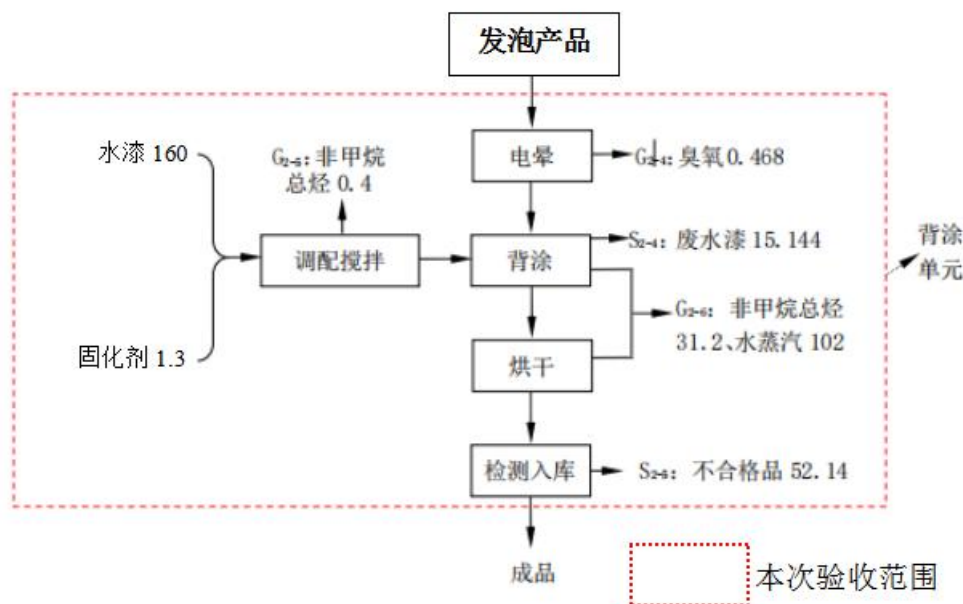 发泡产品
水漆 160
G₂₋₅: 非甲烷
总烃 0.4
电晕
G₂₋₄: 臭氧 0.468
调配搅拌
背涂
S₂₋₄: 废水漆 15.144
背涂
单元
G₂₋₆: 非甲烷总烃
31.2、水蒸汽 102
固化剂 1.3
烘干
检测入库
S₂₋₅: 不合格品 52.14
成品
本次验收范围